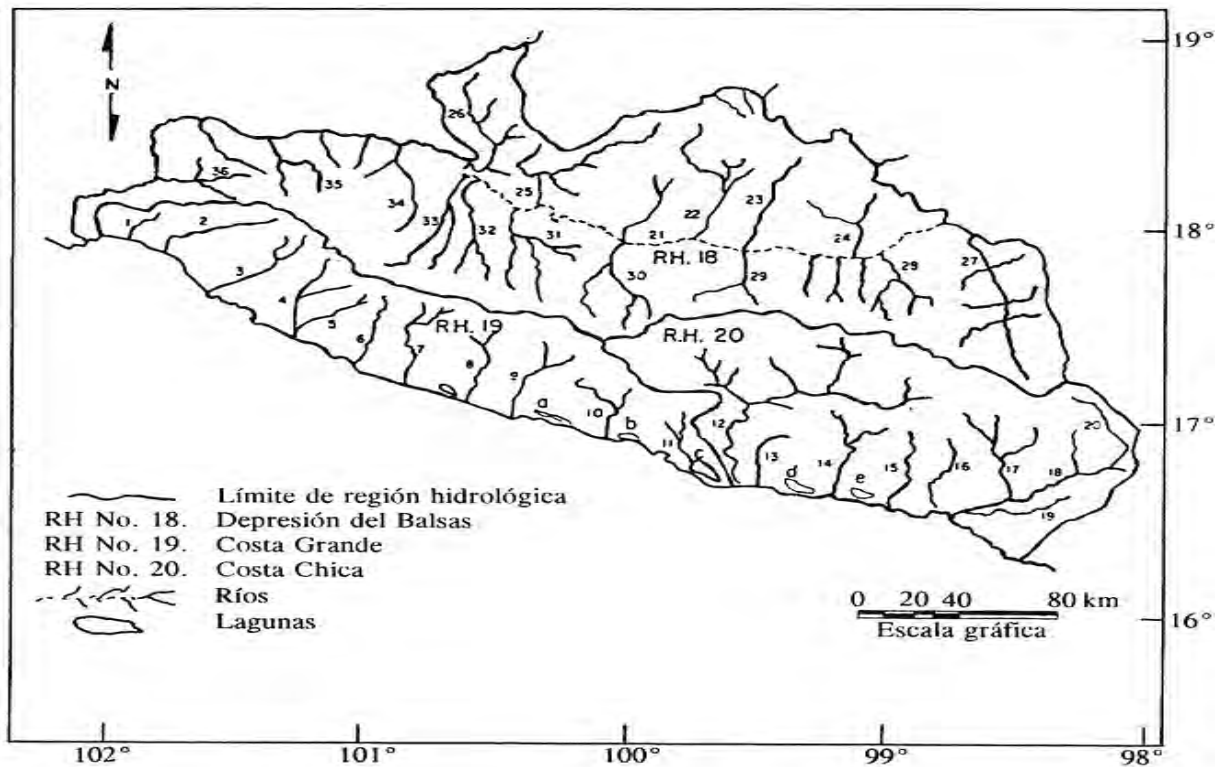 19°
N
26
36
35
25
34
33
23
1
2
22
32
31
21
24
18°
3
RH. 18
27
28
30
29
4
5
RH. 19
R.H. 20
6
7
8
9
a
10
b
12
17°
20
11
c
13
14
15
16
17
18
d
e
19
Límite de región hidrológica
RH No. 18. Depresión del Balsas
RH No. 19. Costa Grande
RH No. 20. Costa Chica
Ríos
Lagunas
0 20 40 80 km
Escala gráfica
16°
102° 101° 100° 99° 98°